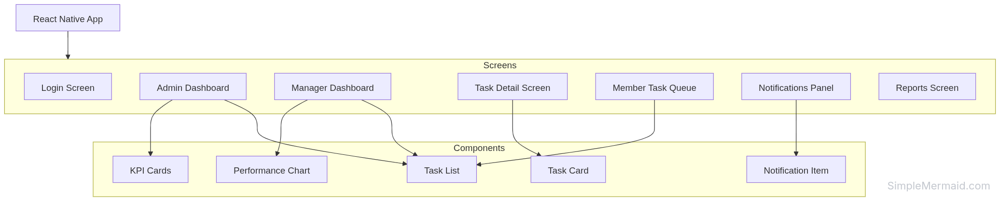 React Native App
Screens
Login Screen
Admin Dashboard
Manager Dashboard
Task Detail Screen
Member Task Queue
Notifications Panel
Reports Screen
Components
KPI Cards
Performance Chart
Task List
Task Card
Notification Item
SimpleMermaid.com